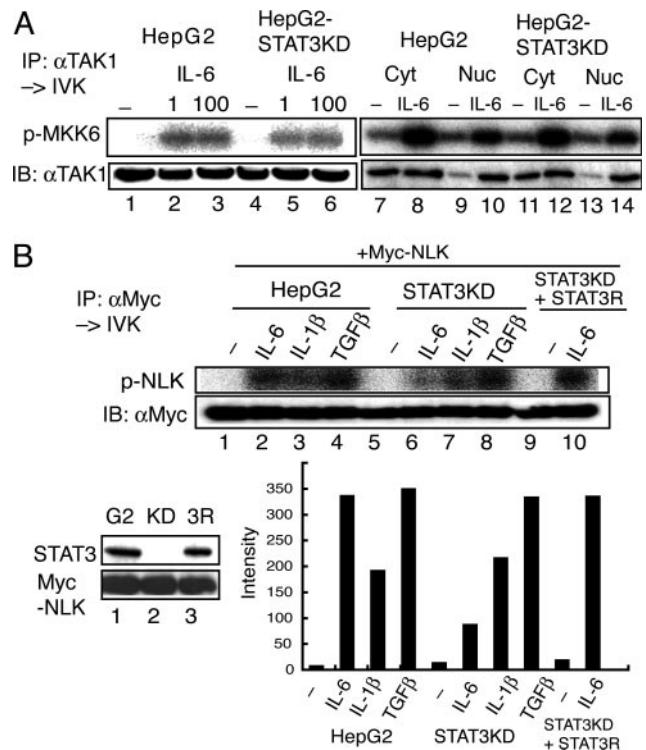 A
HepG2 HepG2-STAT3KD HepG2 HepG2-STAT3KD
IP: αTAK1
–> IVK
IL-6 IL-6 Cyt Nuc Cyt Nuc
– 1 100 – 1 100 – IL-6 – IL-6 – IL-6 – IL-6
p-MKK6
IB: αTAK1
1 2 3 4 5 6 7 8 9 10 11 12 13 14
B
+Myc-NLK
IP: αMyc
–> IVK
HepG2 STAT3KD STAT3KD + STAT3R
– IL-6 IL-1β TGFβ – IL-6 IL-1β TGFβ – IL-6
p-NLK
IB: αMyc
1 2 3 4 5 6 7 8 9 10
G2 KD 3R
STAT3
Myc
-NLK
1 2 3
Intensity
350
300
250
200
150
100
50
0
– IL-6 IL-1β TGFβ – IL-6 IL-1β TGFβ – IL-6
HepG2 STAT3KD STAT3KD
+ STAT3R